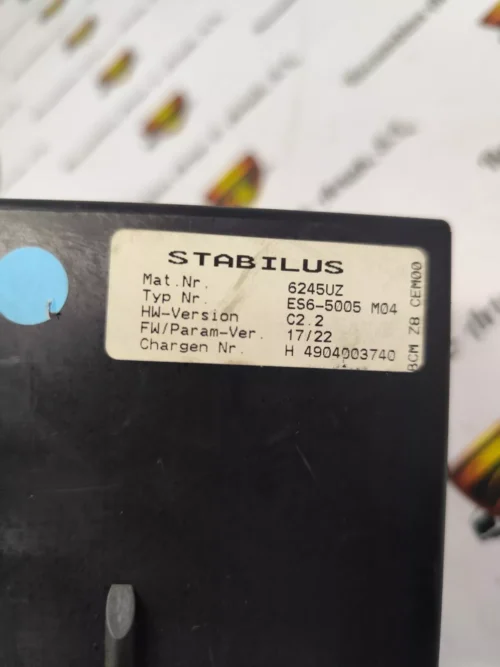 STABILUS
Mat.Nr. 6245UZ
Typ Nr. ES6-5005 M04
HW-Version C2.2
FW/Param-Ver. 17/22
Chargen Nr. H 4904003740
BCM ZB CEM00